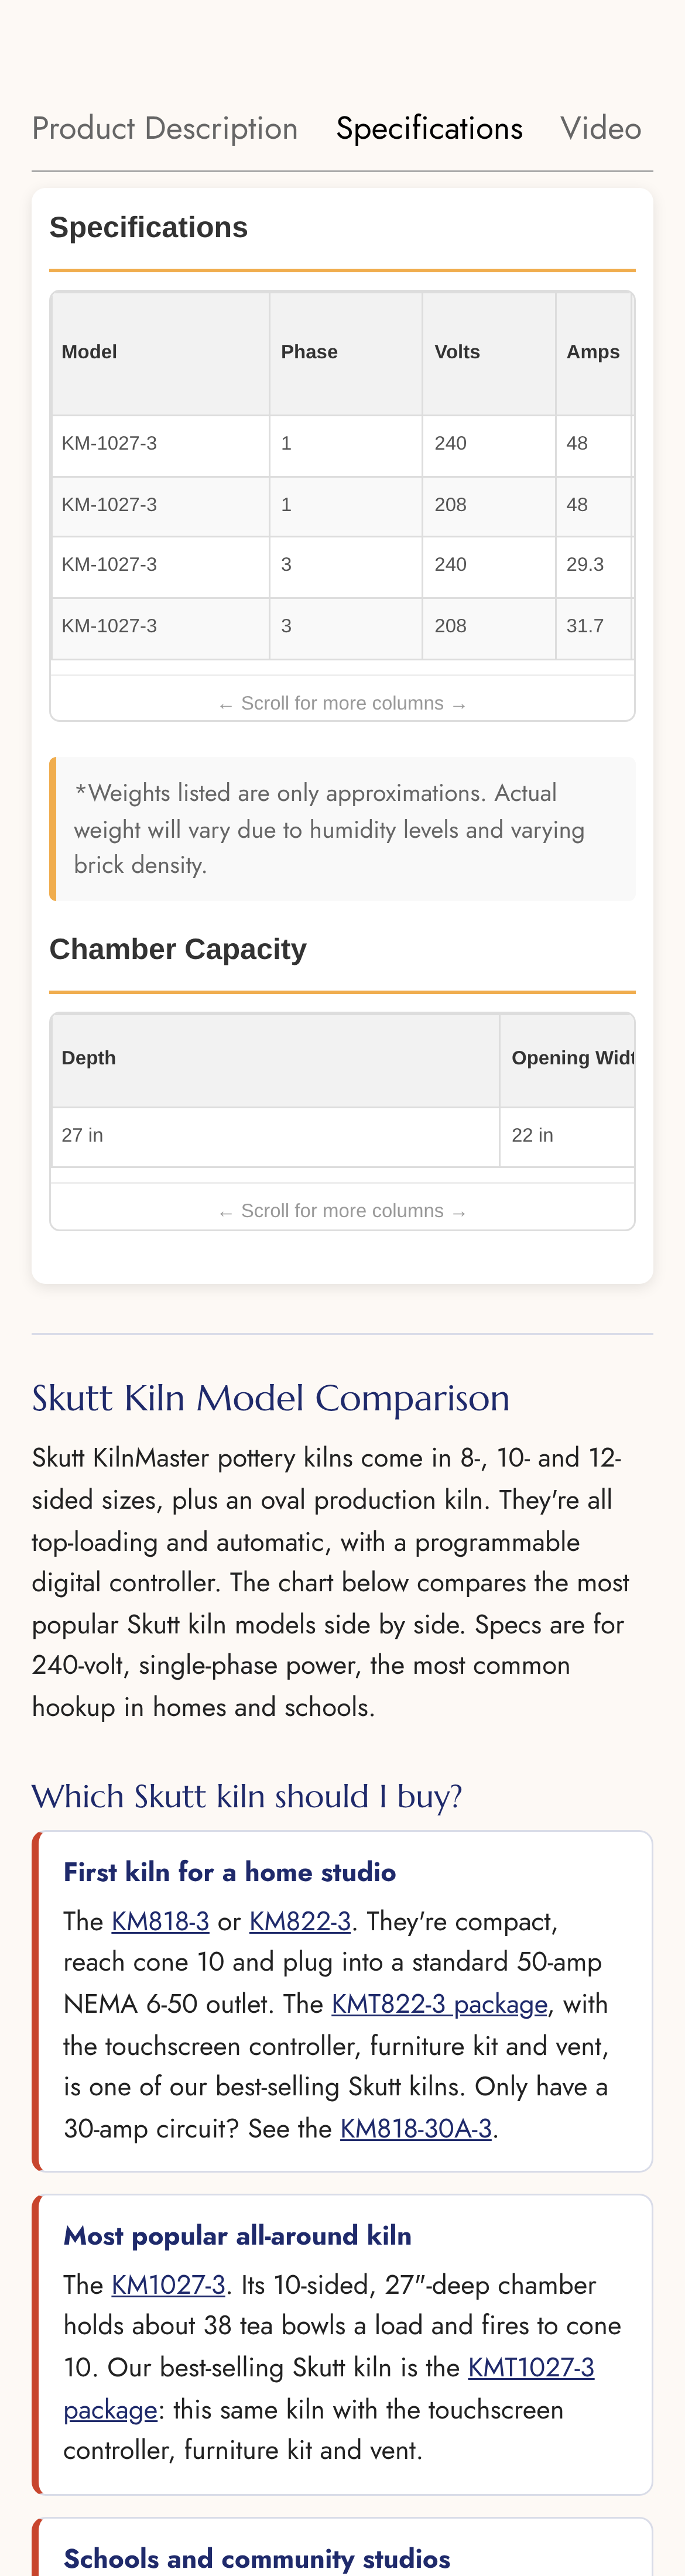 Product Description Specifications Video
Specifications
Model Phase Volts Amps
KM-1027-3 1 240 48
KM-1027-3 1 208 48
KM-1027-3 3 240 29.3
KM-1027-3 3 208 31.7
← Scroll for more columns →
*Weights listed are only approximations. Actual
weight will vary due to humidity levels and varying
brick density.
Chamber Capacity
Depth Opening Widt
27 in 22 in
← Scroll for more columns →
Skutt Kiln Model Comparison
Skutt KilnMaster pottery kilns come in 8-, 10- and 12-
sided sizes, plus an oval production kiln. They're all
top-loading and automatic, with a programmable
digital controller. The chart below compares the most
popular Skutt kiln models side by side. Specs are for
240-volt, single-phase power, the most common
hookup in homes and schools.
Which Skutt kiln should I buy?
First kiln for a home studio
The KM818-3 or KM822-3. They're compact,
reach cone 10 and plug into a standard 50-amp
NEMA 6-50 outlet. The KMT822-3 package, with
the touchscreen controller, furniture kit and vent,
is one of our best-selling Skutt kilns. Only have a
30-amp circuit? See the KM818-30A-3.
Most popular all-around kiln
The KM1027-3. Its 10-sided, 27"-deep chamber
holds about 38 tea bowls a load and fires to cone
10. Our best-selling Skutt kiln is the KMT1027-3
package: this same kiln with the touchscreen
controller, furniture kit and vent.
Schools and community studios